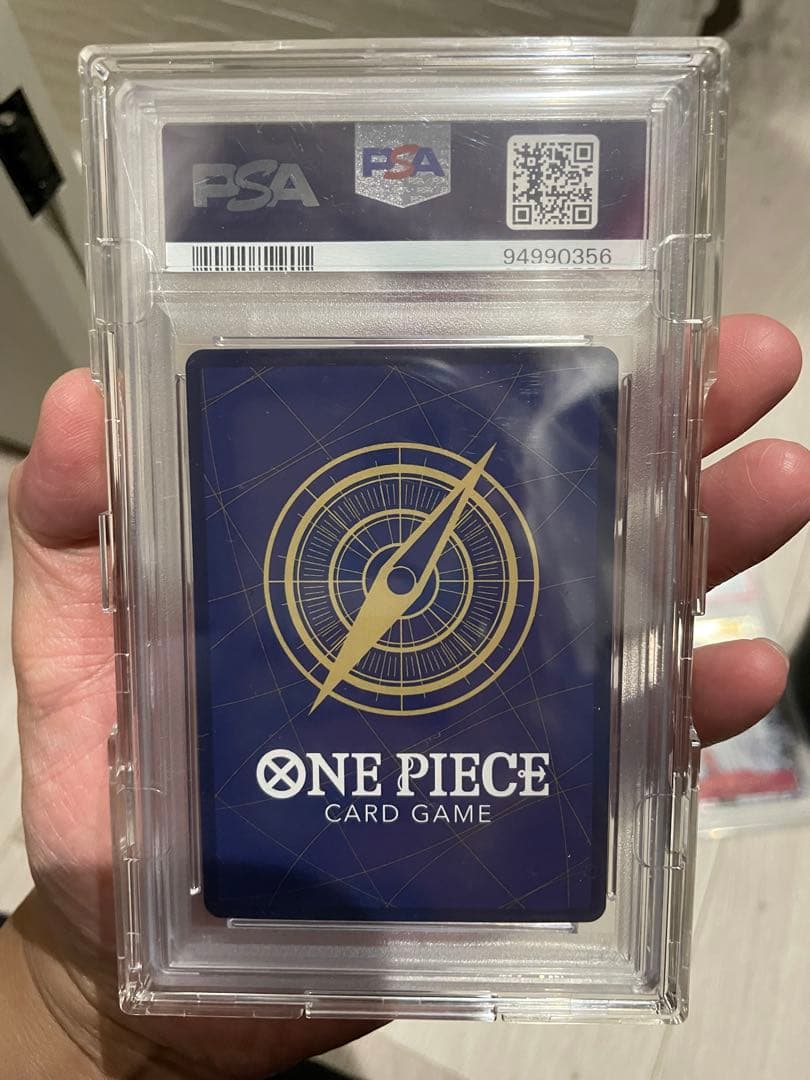 PSA
PSA
94990356
ONE PIECE
CARD GAME